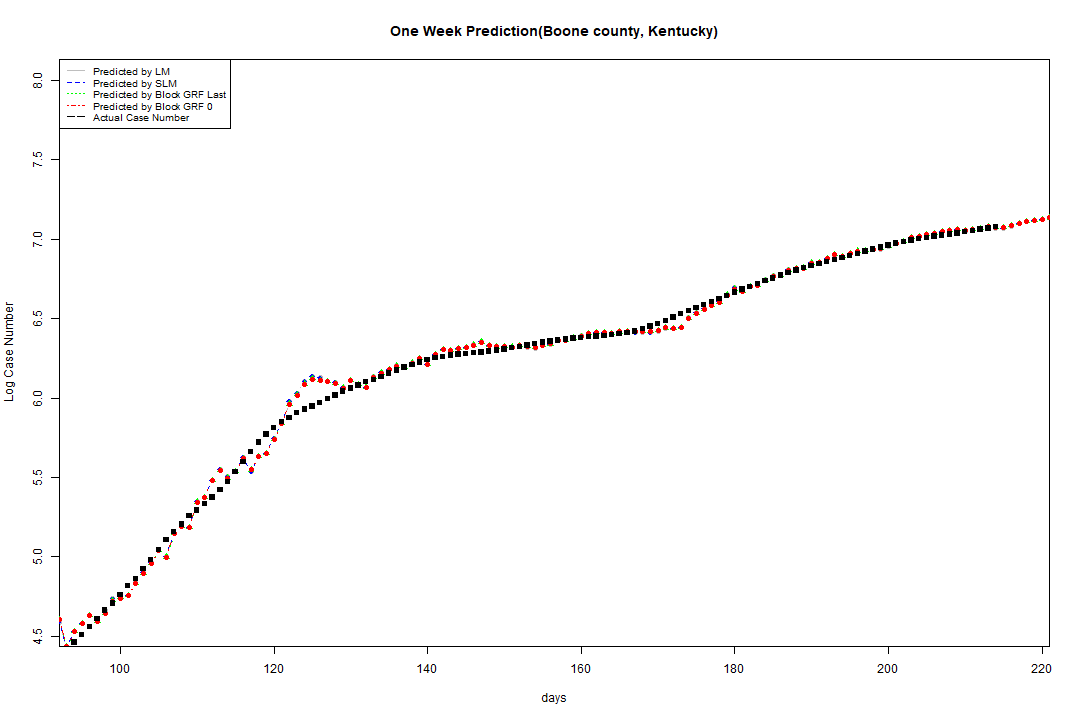 One Week Prediction(Boone county, Kentucky)
Predicted by LM
Predicted by SLM
Predicted by Block GRF Last
Predicted by Block GRF 0
Actual Case Number
8.0
7.5
7.0
6.5
6.0
5.5
5.0
4.5
Log Case Number
100 120 140 160 180 200 220
days